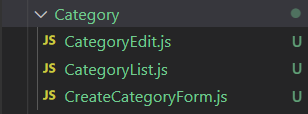 Category
JS CategoryEdit.js U
JS CategoryList.js U
JS CreateCategoryForm.js U